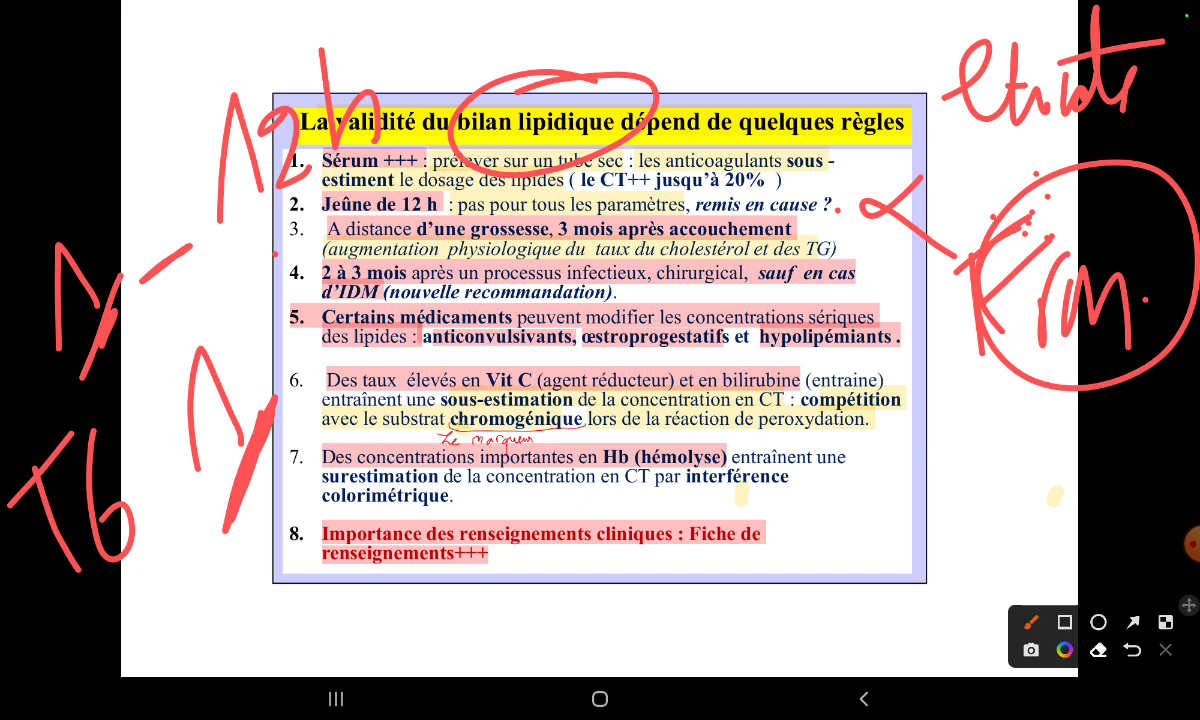 La validité du bilan lipidique dépend de quelques règles
1. Sérum +++ : prélever sur un tube sec : les anticoagulants sous -
estiment le dosage des lipides ( le CT++ jusqu’à 20% )
2. Jeûne de 12 h : pas pour tous les paramètres, remis en cause ?
3. A distance d’une grossesse, 3 mois après accouchement
(augmentation physiologique du taux du cholestérol et des TG)
4. 2 à 3 mois après un processus infectieux, chirurgical, sauf en cas
d’IDM (nouvelle recommandation).
5. Certains médicaments peuvent modifier les concentrations sériques
des lipides : anticonvulsivants, œstroprogestatifs et hypolipémiants .
6. Des taux élevés en Vit C (agent réducteur) et en bilirubine (entraine)
entraînent une sous-estimation de la concentration en CT : compétition
avec le substrat chromogénique lors de la réaction de peroxydation.
Le marqueur
7. Des concentrations importantes en Hb (hémolyse) entraînent une
surestimation de la concentration en CT par interférence
colorimétrique.
8. Importance des renseignements cliniques : Fiche de
renseignements+++
12h
TG